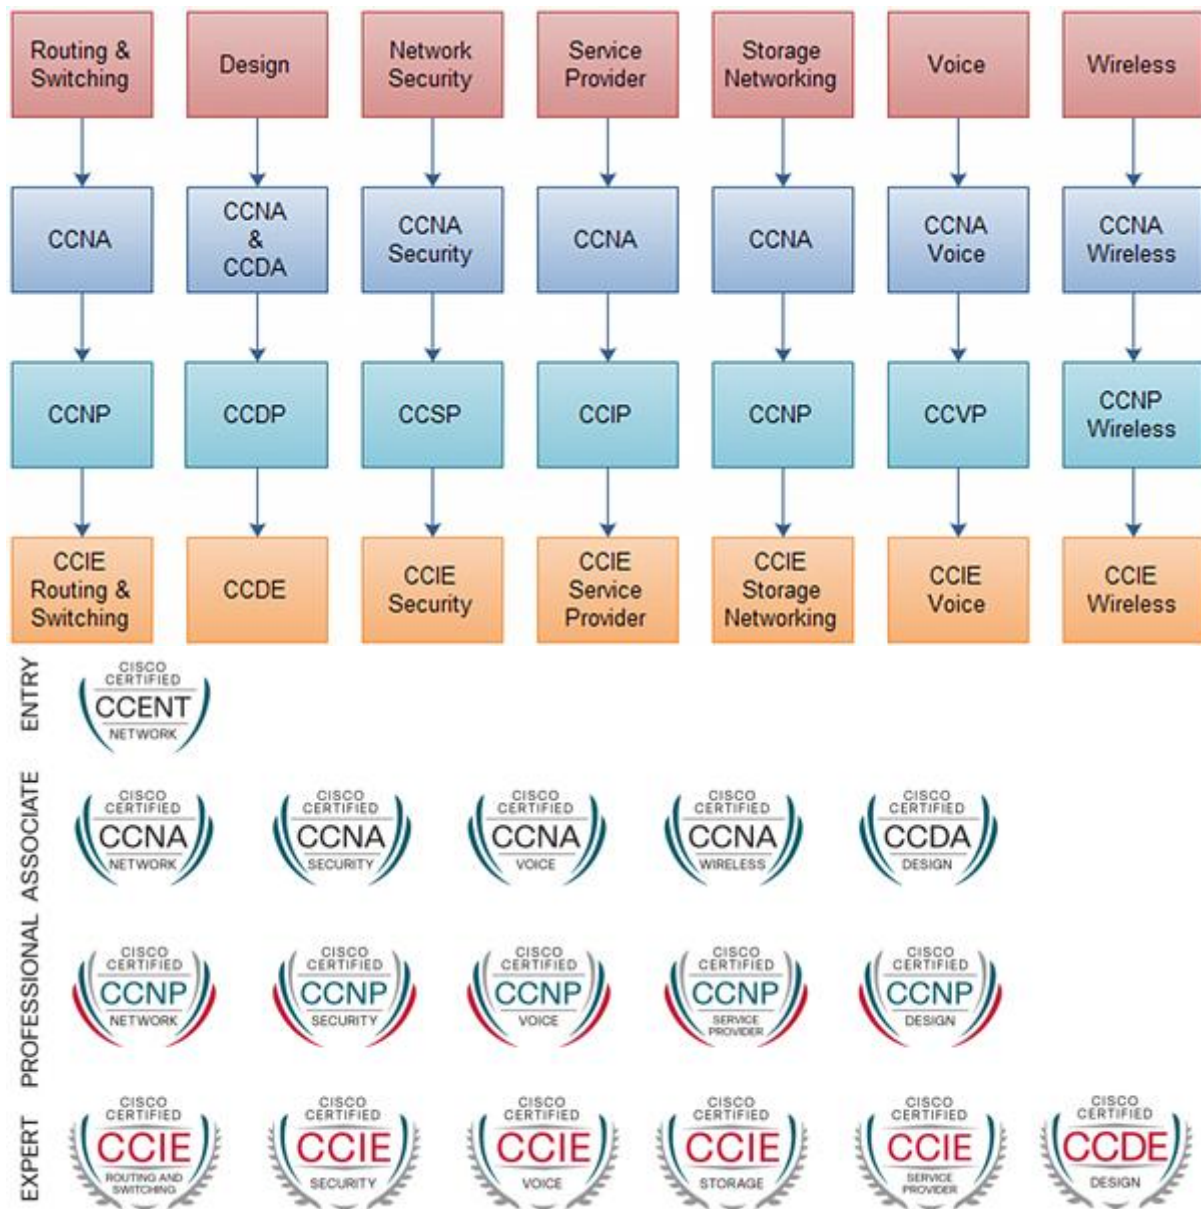 Routing &
Switching
Design
Network
Security
Service
Provider
Storage
Networking
Voice
Wireless
CCNA
CCNA
&
CCDA
CCNA
Security
CCNA
CCNA
CCNA
Voice
CCNA
Wireless
CCNP
CCDP
CCSP
CCIP
CCNP
CCVP
CCNP
Wireless
CCIE
Routing &
Switching
CCDE
CCIE
Security
CCIE
Service
Provider
CCIE
Storage
Networking
CCIE
Voice
CCIE
Wireless
ENTRY
CISCO
CERTIFIED
CCENT
NETWORK
ASSOCIATE
CISCO
CERTIFIED
CCNA
NETWORK
CISCO
CERTIFIED
CCNA
SECURITY
CISCO
CERTIFIED
CCNA
VOICE
CISCO
CERTIFIED
CCNA
WIRELESS
CISCO
CERTIFIED
CCDA
DESIGN
PROFESSIONAL
CISCO
CERTIFIED
CCNP
NETWORK
CISCO
CERTIFIED
CCNP
SECURITY
CISCO
CERTIFIED
CCNP
VOICE
CISCO
CERTIFIED
CCNP
SERVICE
PROVIDER
CISCO
CERTIFIED
CCNP
DESIGN
EXPERT
CISCO
CERTIFIED
CCIE
ROUTING AND
SWITCHING
CISCO
CERTIFIED
CCIE
SECURITY
CISCO
CERTIFIED
CCIE
VOICE
CISCO
CERTIFIED
CCIE
STORAGE
CISCO
CERTIFIED
CCIE
SERVICE
PROVIDER
CISCO
CERTIFIED
CCDE
DESIGN